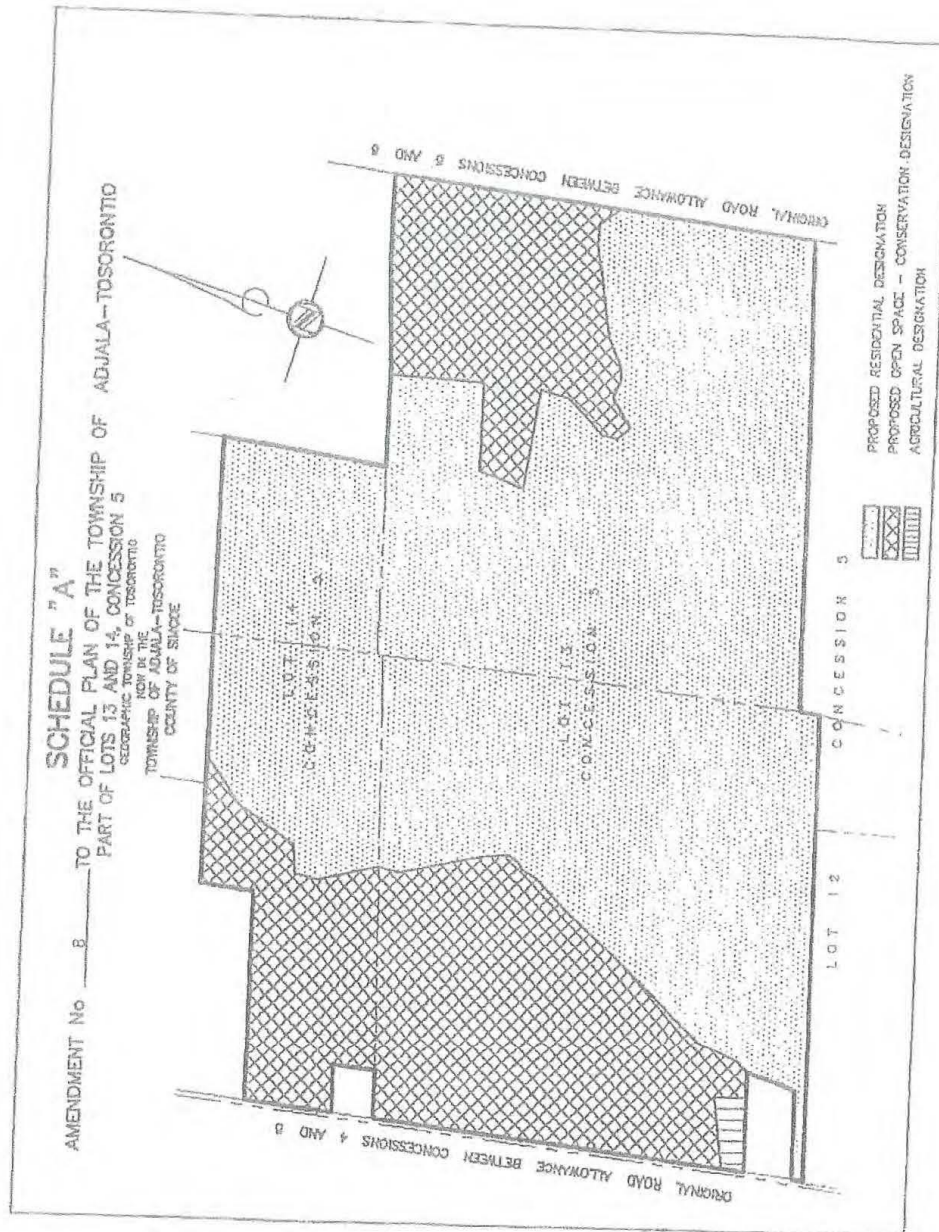 SCHEDULE "A"
AMENDMENT No 8 TO THE OFFICIAL PLAN OF THE TOWNSHIP OF ADJALA-TOSORONTIO
PART OF LOTS 13 AND 14, CONCESSION 5
GEOGRAPHIC TOWNSHIP OF TOSORONTIO
NOW IN THE
TOWNSHIP OF ADJALA-TOSORONTIO
COUNTY OF SIMCOE
ORIGINAL ROAD ALLOWANCE BETWEEN CONCESSIONS 5 AND 6
LOT 14
CONCESSION 5
LOT 13
CONCESSION 5
ORIGINAL ROAD ALLOWANCE BETWEEN CONCESSIONS 4 AND 5
LOT 12
CONCESSION 5
PROPOSED RESIDENTIAL DESIGNATION
PROPOSED OPEN SPACE - CONSERVATION DESIGNATION
AGRICULTURAL DESIGNATION